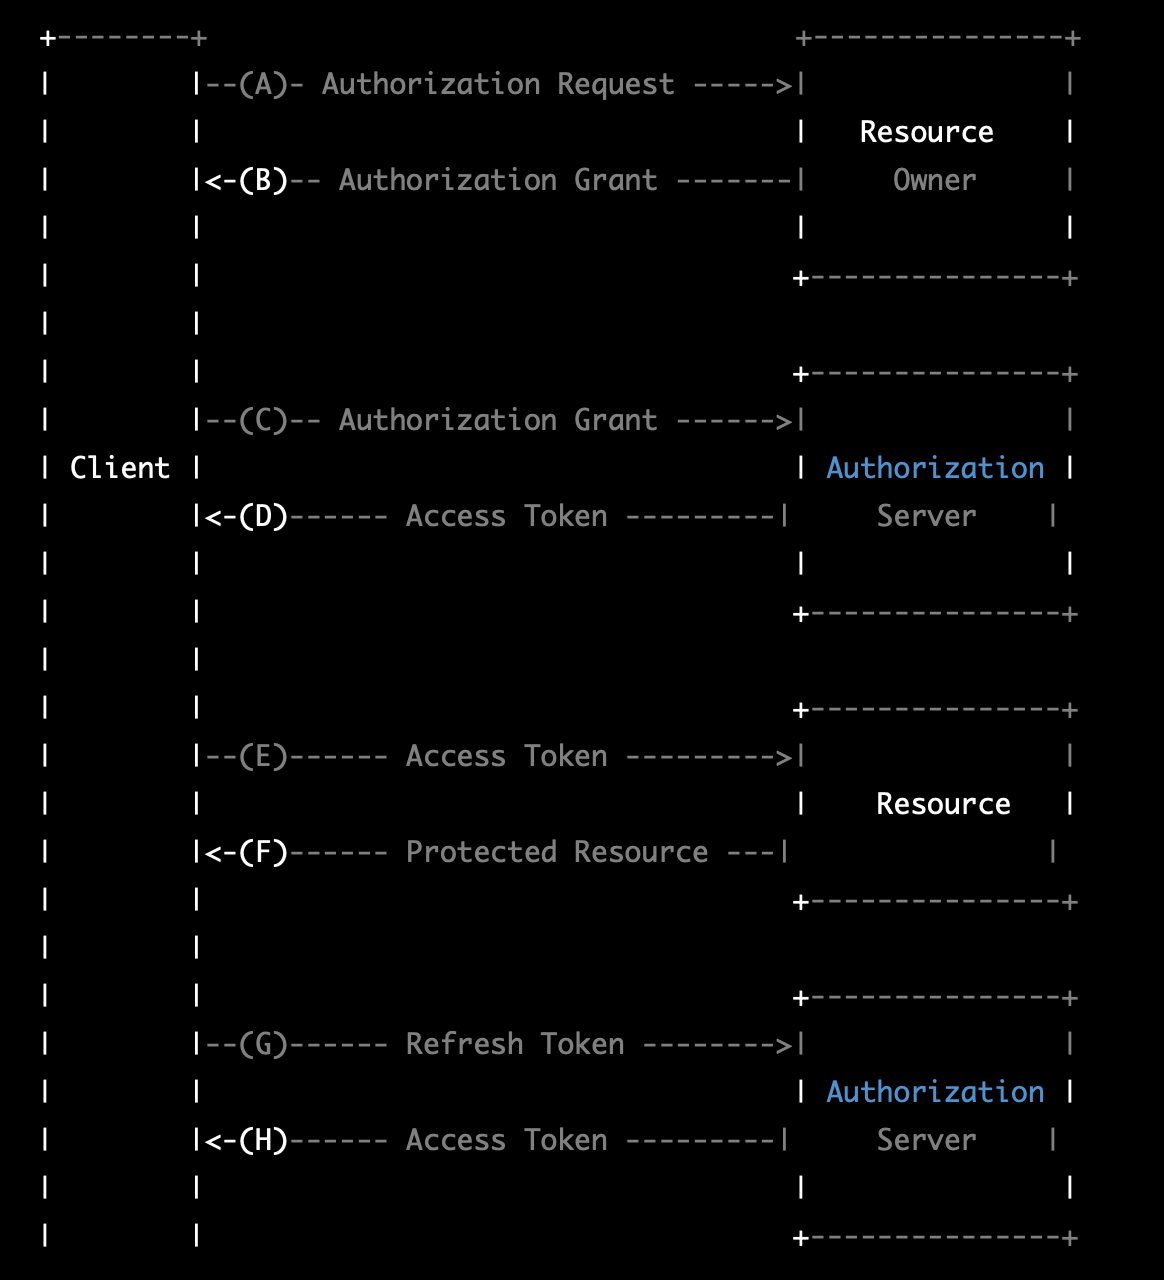 +--------+                                   +---------------+
|        |--(A)- Authorization Request ----->|               |
|        |                                   |   Resource    |
|        |<-(B)-- Authorization Grant -------|     Owner     |
|        |                                   |               |
|        |                                   +---------------+
|        |
|        |                                   +---------------+
|        |--(C)-- Authorization Grant ------>|               |
| Client |                                   | Authorization |
|        |<-(D)------ Access Token ---------|     Server    |
|        |                                   |               |
|        |                                   +---------------+
|        |
|        |                                   +---------------+
|        |--(E)------ Access Token --------->|               |
|        |                                   |    Resource   |
|        |<-(F)------ Protected Resource ---|               |
|        |                                   +---------------+
|        |
|        |                                   +---------------+
|        |--(G)------ Refresh Token -------->|               |
|        |                                   | Authorization |
|        |<-(H)------ Access Token ---------|     Server    |
|        |                                   |               |
|        |                                   +---------------+